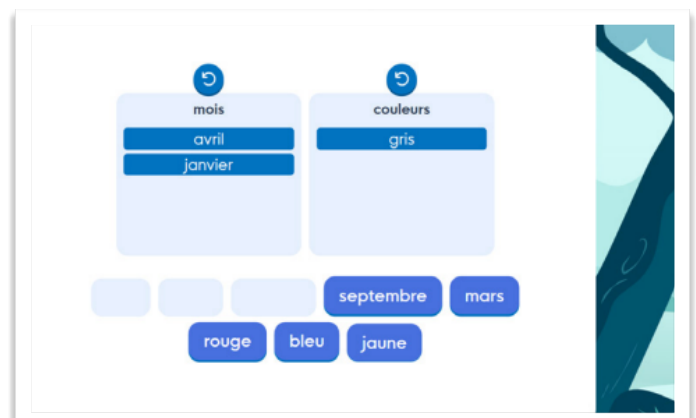 mois couleurs
avril gris
janvier
septembre mars
rouge bleu jaune